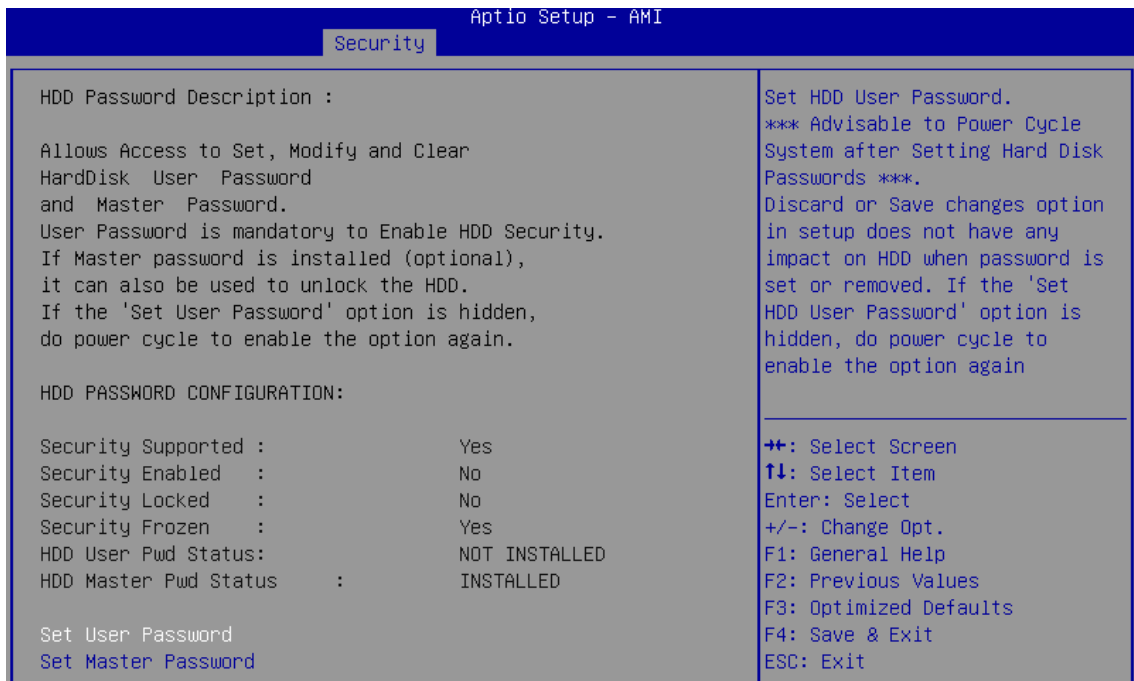 Aptio Setup – AMI
Security
HDD Password Description :
Allows Access to Set, Modify and Clear
HardDisk User Password
and Master Password.
User Password is mandatory to Enable HDD Security.
If Master password is installed (optional),
it can also be used to unlock the HDD.
If the 'Set User Password' option is hidden,
do power cycle to enable the option again.
HDD PASSWORD CONFIGURATION:
Security Supported : Yes
Security Enabled : No
Security Locked : No
Security Frozen : Yes
HDD User Pwd Status: NOT INSTALLED
HDD Master Pwd Status : INSTALLED
Set User Password
Set Master Password
Set HDD User Password.
*** Advisable to Power Cycle
System after Setting Hard Disk
Passwords ***.
Discard or Save changes option
in setup does not have any
impact on HDD when password is
set or removed. If the 'Set
HDD User Password' option is
hidden, do power cycle to
enable the option again
→←: Select Screen
↑↓: Select Item
Enter: Select
+/-: Change Opt.
F1: General Help
F2: Previous Values
F3: Optimized Defaults
F4: Save & Exit
ESC: Exit